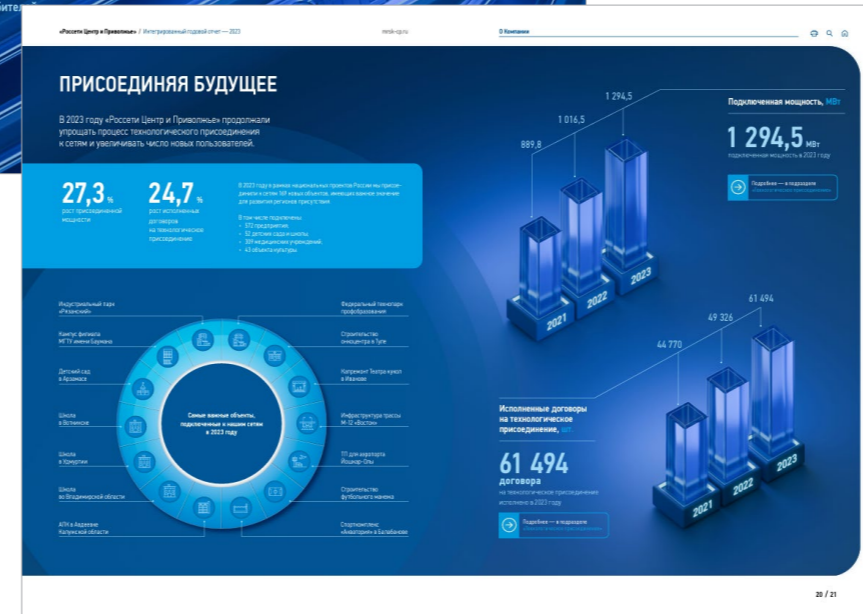 «Россети Центр и Приволжье» / Интегрированный годовой отчет — 2023
mrsk-cp.ru
О Компании
ПРИСОЕДИНЯЯ БУДУЩЕЕ
В 2023 году «Россети Центр и Приволжье» продолжали
упрощать процесс технологического присоединения
к сетям и увеличивать число новых пользователей.
27,3 %
рост присоединенной
мощности
24,7 %
рост исполненных
договоров
на технологическое
присоединение
В 2023 году в рамках национальных проектов России мы присое-
динили к сетям 169 новых объектов, имеющих важное значение
для развития регионов присутствия.
В том числе подключены:
• 572 предприятия;
• 52 детских сада и школы;
• 309 медицинских учреждений;
• 43 объекта культуры.
Индустриальный парк
«Рязанский»
Кампус филиала
МГТУ имени Баумана
Детский сад
в Арзамасе
Школа
в Воткинске
Школа
в Удмуртии
Школа
во Владимирской области
АПК в Авдеевке
Калужской области
Самые важные объекты,
подключенные к нашим сетям
в 2023 году
Федеральный технопарк
профобразования
Строительство
онкоцентра в Туле
Капремонт Театра кукол
в Иванове
Инфраструктура трассы
М-12 «Восток»
ТП для аэропорта
Йошкар-Олы
Строительство
футбольного манежа
Спорткомплекс
«Акватория» в Балабанове
889,8
1 016,5
1 294,5
2021
2022
2023
Подключенная мощность, МВт
1 294,5 МВт
подключенная мощность в 2023 году
Подробнее — в подразделе
«Технологическое присоединение»
44 770
49 326
61 494
2021
2022
2023
Исполненные договоры
на технологическое
присоединение, шт.
61 494
договора
на технологическое присоединение
исполнено в 2023 году
Подробнее — в подразделе
«Технологическое присоединение»
20 / 21